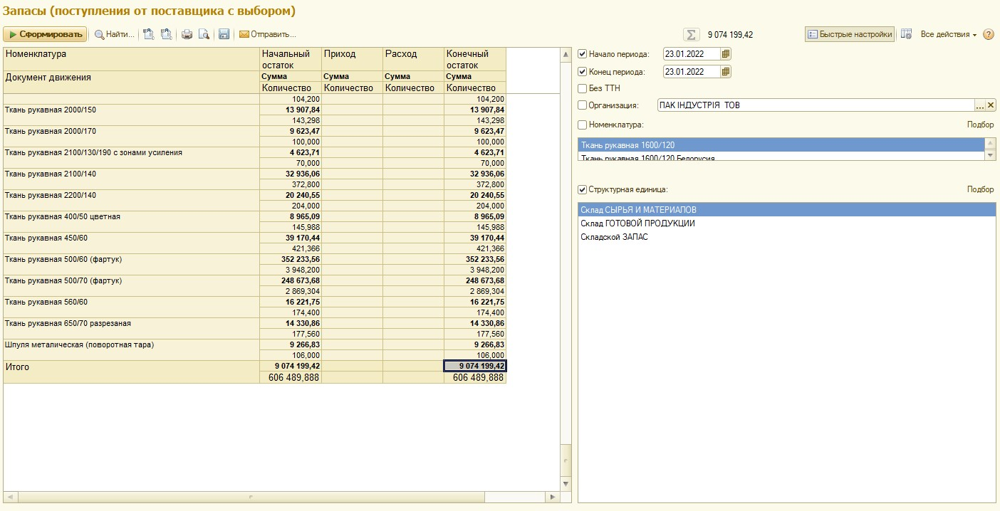 Запасы (поступления от поставщика с выбором)
Сформировать Найти... Отправить... Σ 9 074 199,42 Быстрые настройки Все действия ?
Номенклатура Начальный остаток Приход Расход Конечный остаток
Документ движения Сумма Сумма Сумма Сумма
Количество Количество Количество Количество
104,200 104,200
Ткань рукавная 2000/150 13 907,84 13 907,84
143,298 143,298
Ткань рукавная 2000/170 9 623,47 9 623,47
100,000 100,000
Ткань рукавная 2100/130/190 с зонами усиления 4 623,71 4 623,71
70,000 70,000
Ткань рукавная 2100/140 32 936,06 32 936,06
372,800 372,800
Ткань рукавная 2200/140 20 240,55 20 240,55
204,000 204,000
Ткань рукавная 400/50 цветная 8 965,09 8 965,09
145,988 145,988
Ткань рукавная 450/60 39 170,44 39 170,44
421,366 421,366
Ткань рукавная 500/60 (фартук) 352 233,56 352 233,56
3 948,200 3 948,200
Ткань рукавная 500/70 (фартук) 248 673,68 248 673,68
2 869,304 2 869,304
Ткань рукавная 560/60 16 221,75 16 221,75
174,400 174,400
Ткань рукавная 650/70 разрезаная 14 330,86 14 330,86
177,560 177,560
Шпуля металическая (поворотная тара) 9 266,83 9 266,83
106,000 106,000
Итого 9 074 199,42 9 074 199,42
606 489,888 606 489,888
Начало периода: 23.01.2022
Конец периода: 23.01.2022
Без ТТН
Организация: ПАК ІНДУСТРІЯ ТОВ ... X
Номенклатура: Подбор
Ткань рукавная 1600/120
Ткань рукавная 1600/120 Белорусия
Структурная единица: Подбор
Склад СЫРЬЯ И МАТЕРИАЛОВ
Склад ГОТОВОЙ ПРОДУКЦИИ
Складской ЗАПАС